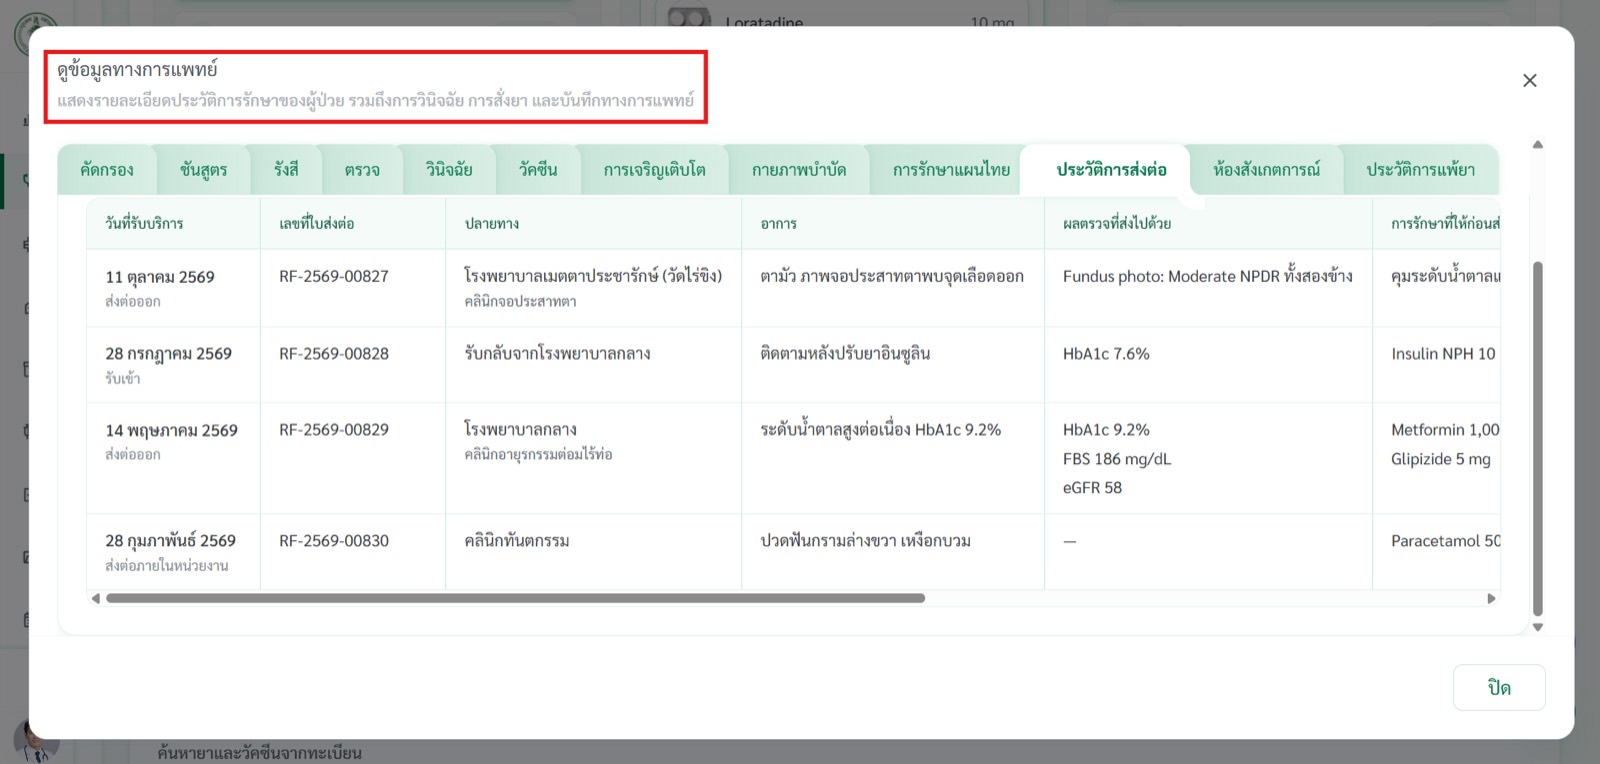 Loratadine 10 mg
ดูข้อมูลทางการแพทย์
แสดงรายละเอียดประวัติการรักษาของผู้ป่วย รวมถึงการวินิจฉัย การสั่งยา และบันทึกทางการแพทย์
คัดกรอง ชันสูตร รังสี ตรวจ วินิจฉัย วัคซีน การเจริญเติบโต กายภาพบำบัด การรักษาแผนไทย ประวัติการส่งต่อ ห้องสังเกตการณ์ ประวัติการแพ้ยา
วันที่รับบริการ เลขที่ใบส่งต่อ ปลายทาง อาการ ผลตรวจที่ส่งไปด้วย การรักษาที่ให้ก่อนส่
11 ตุลาคม 2569 RF-2569-00827 โรงพยาบาลเมตตาประชารักษ์ (วัดไร่ขิง) ตามัว ภาพจอประสาทตาพบจุดเลือดออก Fundus photo: Moderate NPDR ทั้งสองข้าง คุมระดับน้ำตาลแ
ส่งต่อออก คลินิกจอประสาทตา
28 กรกฎาคม 2569 RF-2569-00828 รับกลับจากโรงพยาบาลกลาง ติดตามหลังปรับยาอินซูลิน HbA1c 7.6% Insulin NPH 10
รับเข้า
14 พฤษภาคม 2569 RF-2569-00829 โรงพยาบาลกลาง ระดับน้ำตาลสูงต่อเนื่อง HbA1c 9.2% HbA1c 9.2% Metformin 1,00
ส่งต่อออก คลินิกอายุรกรรมต่อมไร้ท่อ FBS 186 mg/dL Glipizide 5 mg
eGFR 58
28 กุมภาพันธ์ 2569 RF-2569-00830 คลินิกทันตกรรม ปวดฟันกรามล่างขวา เหงือกบวม — Paracetamol 50
ส่งต่อภายในหน่วยงาน
ปิด
ค้นหายาและวัคซีนจากทะเบียน